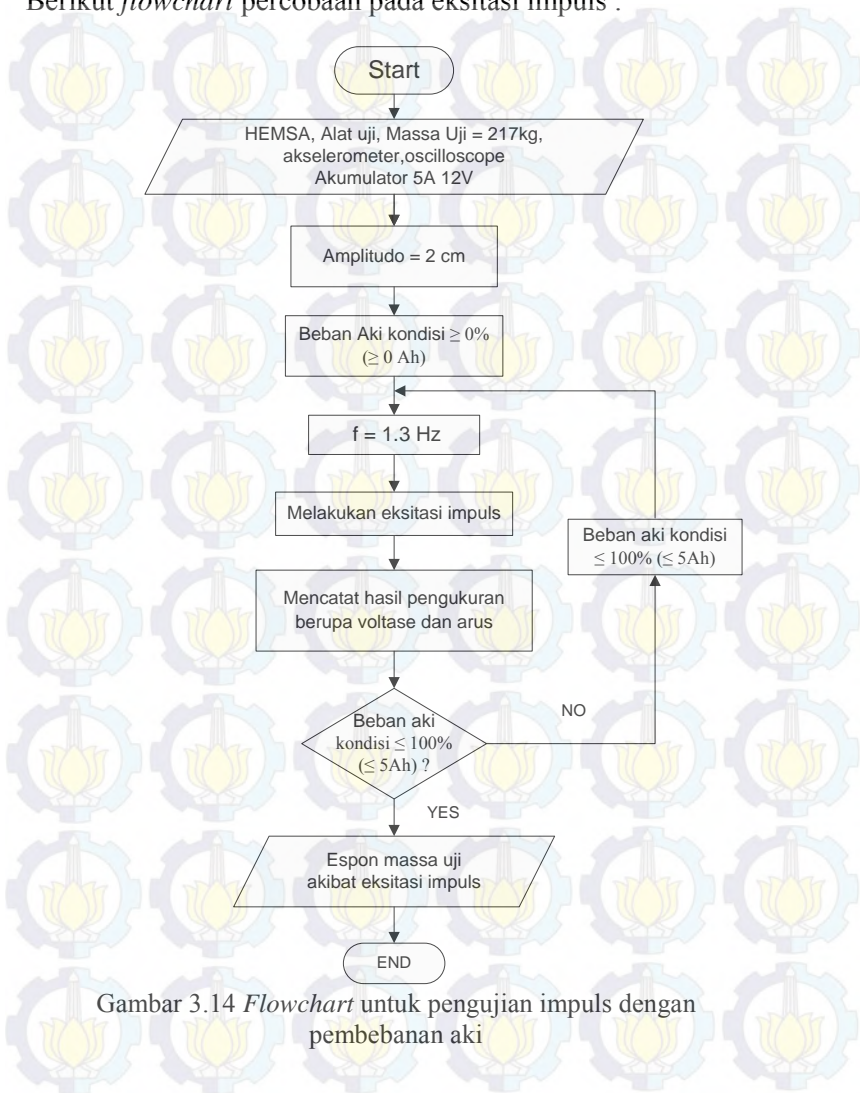 Berikut flowchart percobaan pada eksitasi impuls :
Start
HEMSA, Alat uji, Massa Uji = 217kg,
akselerometer,oscilloscope
Akumulator 5A 12V
Amplitudo = 2 cm
Beban Aki kondisi ≥ 0%
(≥ 0 Ah)
f = 1.3 Hz
Melakukan eksitasi impuls
Beban aki kondisi
≤ 100% (≤ 5Ah)
Mencatat hasil pengukuran
berupa voltase dan arus
Beban aki
kondisi ≤ 100%
(≤ 5Ah) ?
NO
YES
Espon massa uji
akibat eksitasi impuls
END
Gambar 3.14 Flowchart untuk pengujian impuls dengan
pembebanan aki